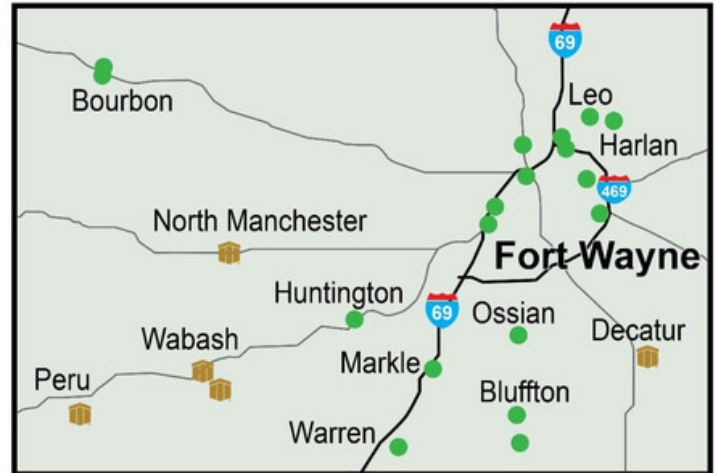 69
Leo
Bourbon
Harlan
469
North Manchester
Fort Wayne
Huntington
69
Ossian
Wabash
Decatur
Markle
Peru
Bluffton
Warren